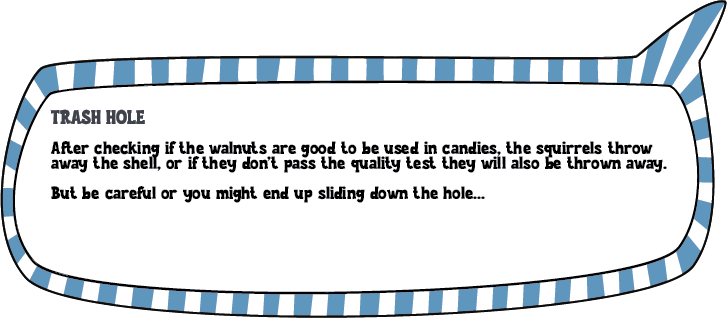 TRASH HOLE
After checking if the walnuts are good to be used in candies, the squirrels throw
away the shell, or if they don't pass the quality test they will also be thrown away.
But be careful or you might end up sliding down the hole...